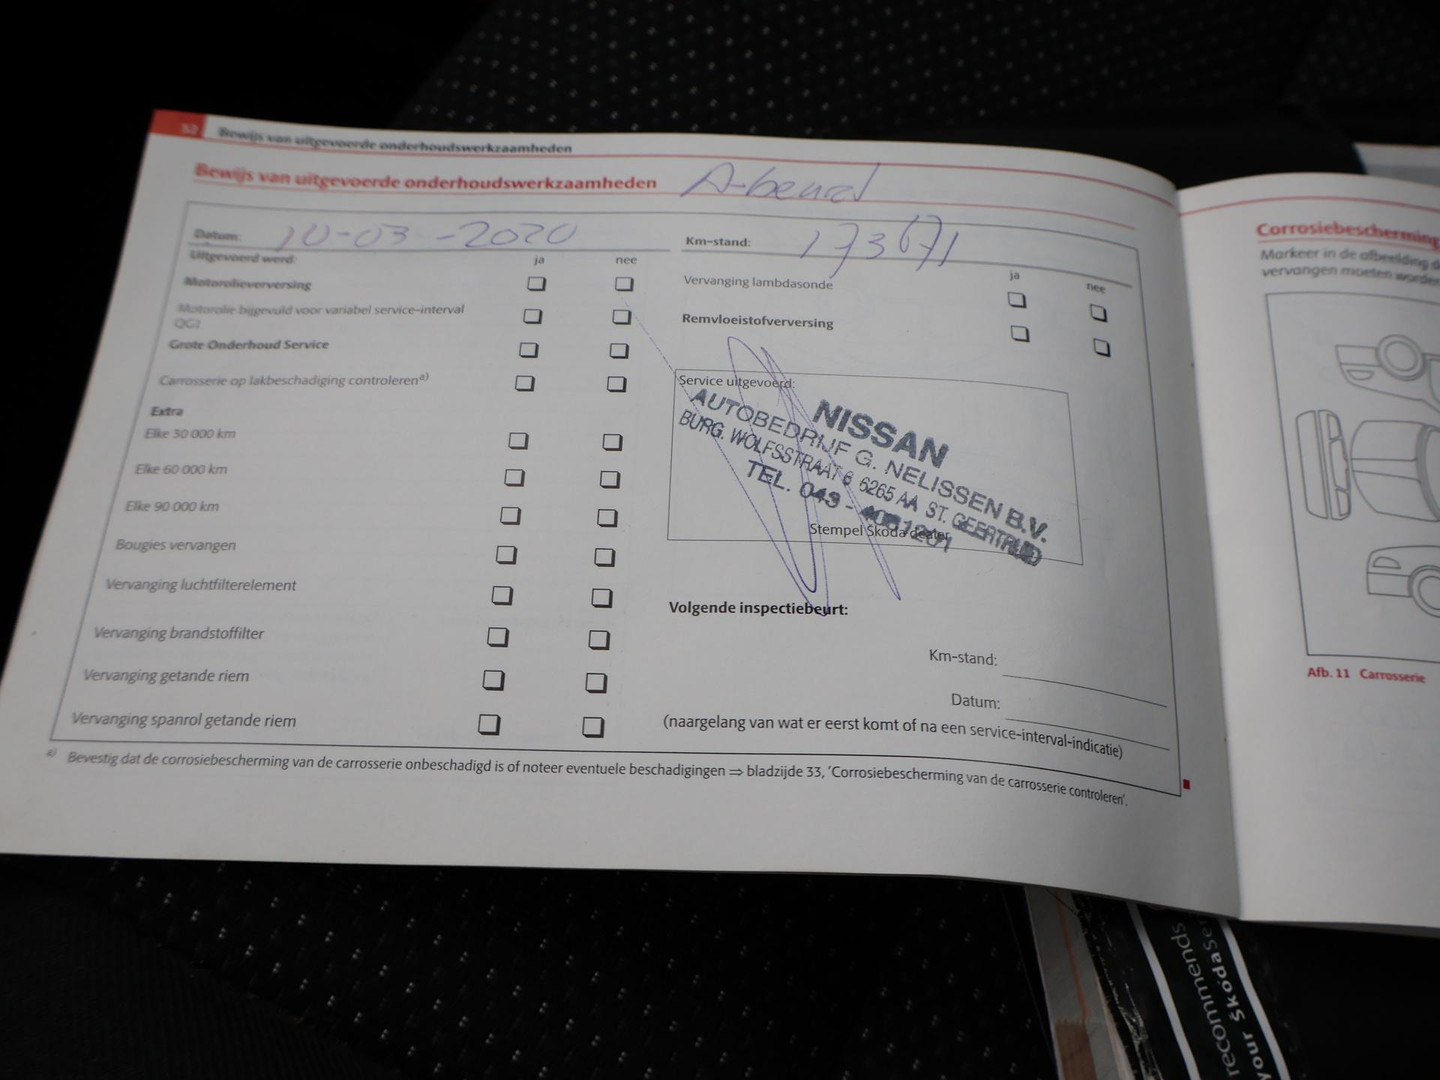 32 Bewijs van uitgevoerde onderhoudswerkzaamheden
Bewijs van uitgevoerde onderhoudswerkzaamheden A-beurt
Datum: 10-03-2020
Km-stand: 173671
Uitgevoerd werd: ja nee
Motorolieverversing
Motorolie bijgevuld voor variabel service-interval
QG1
Grote Onderhoud Service
Carrosserie op lakbeschadiging controleren a)
Extra
Elke 30 000 km
Elke 60 000 km
Elke 90 000 km
Bougies vervangen
Vervanging luchtfilterelement
Vervanging brandstoffilter
Vervanging getande riem
Vervanging spanrol getande riem
ja nee
Vervanging lambdasonde
Remvloeistofverversing
Service uitgevoerd:
NISSAN
AUTOBEDRIJF G. NELISSEN B.V.
BURG. WOLFSSTRAAT 6 6265 AA ST. GEERTRUID
TEL. 043 -
Stempel Škoda dealer
Volgende inspectiebeurt:
Km-stand:
Datum:
(naargelang van wat er eerst komt of na een service-interval-indicatie)
a) Bevestig dat de corrosiebescherming van de carrosserie onbeschadigd is of noteer eventuele beschadigingen ⇒ bladzijde 33, 'Corrosiebescherming van de carrosserie controleren'.
Corrosiebescherming
Markeer in de afbeelding d
vervangen moeten worden
Afb. 11 Carrosserie
recommends
your ŠkodaSe